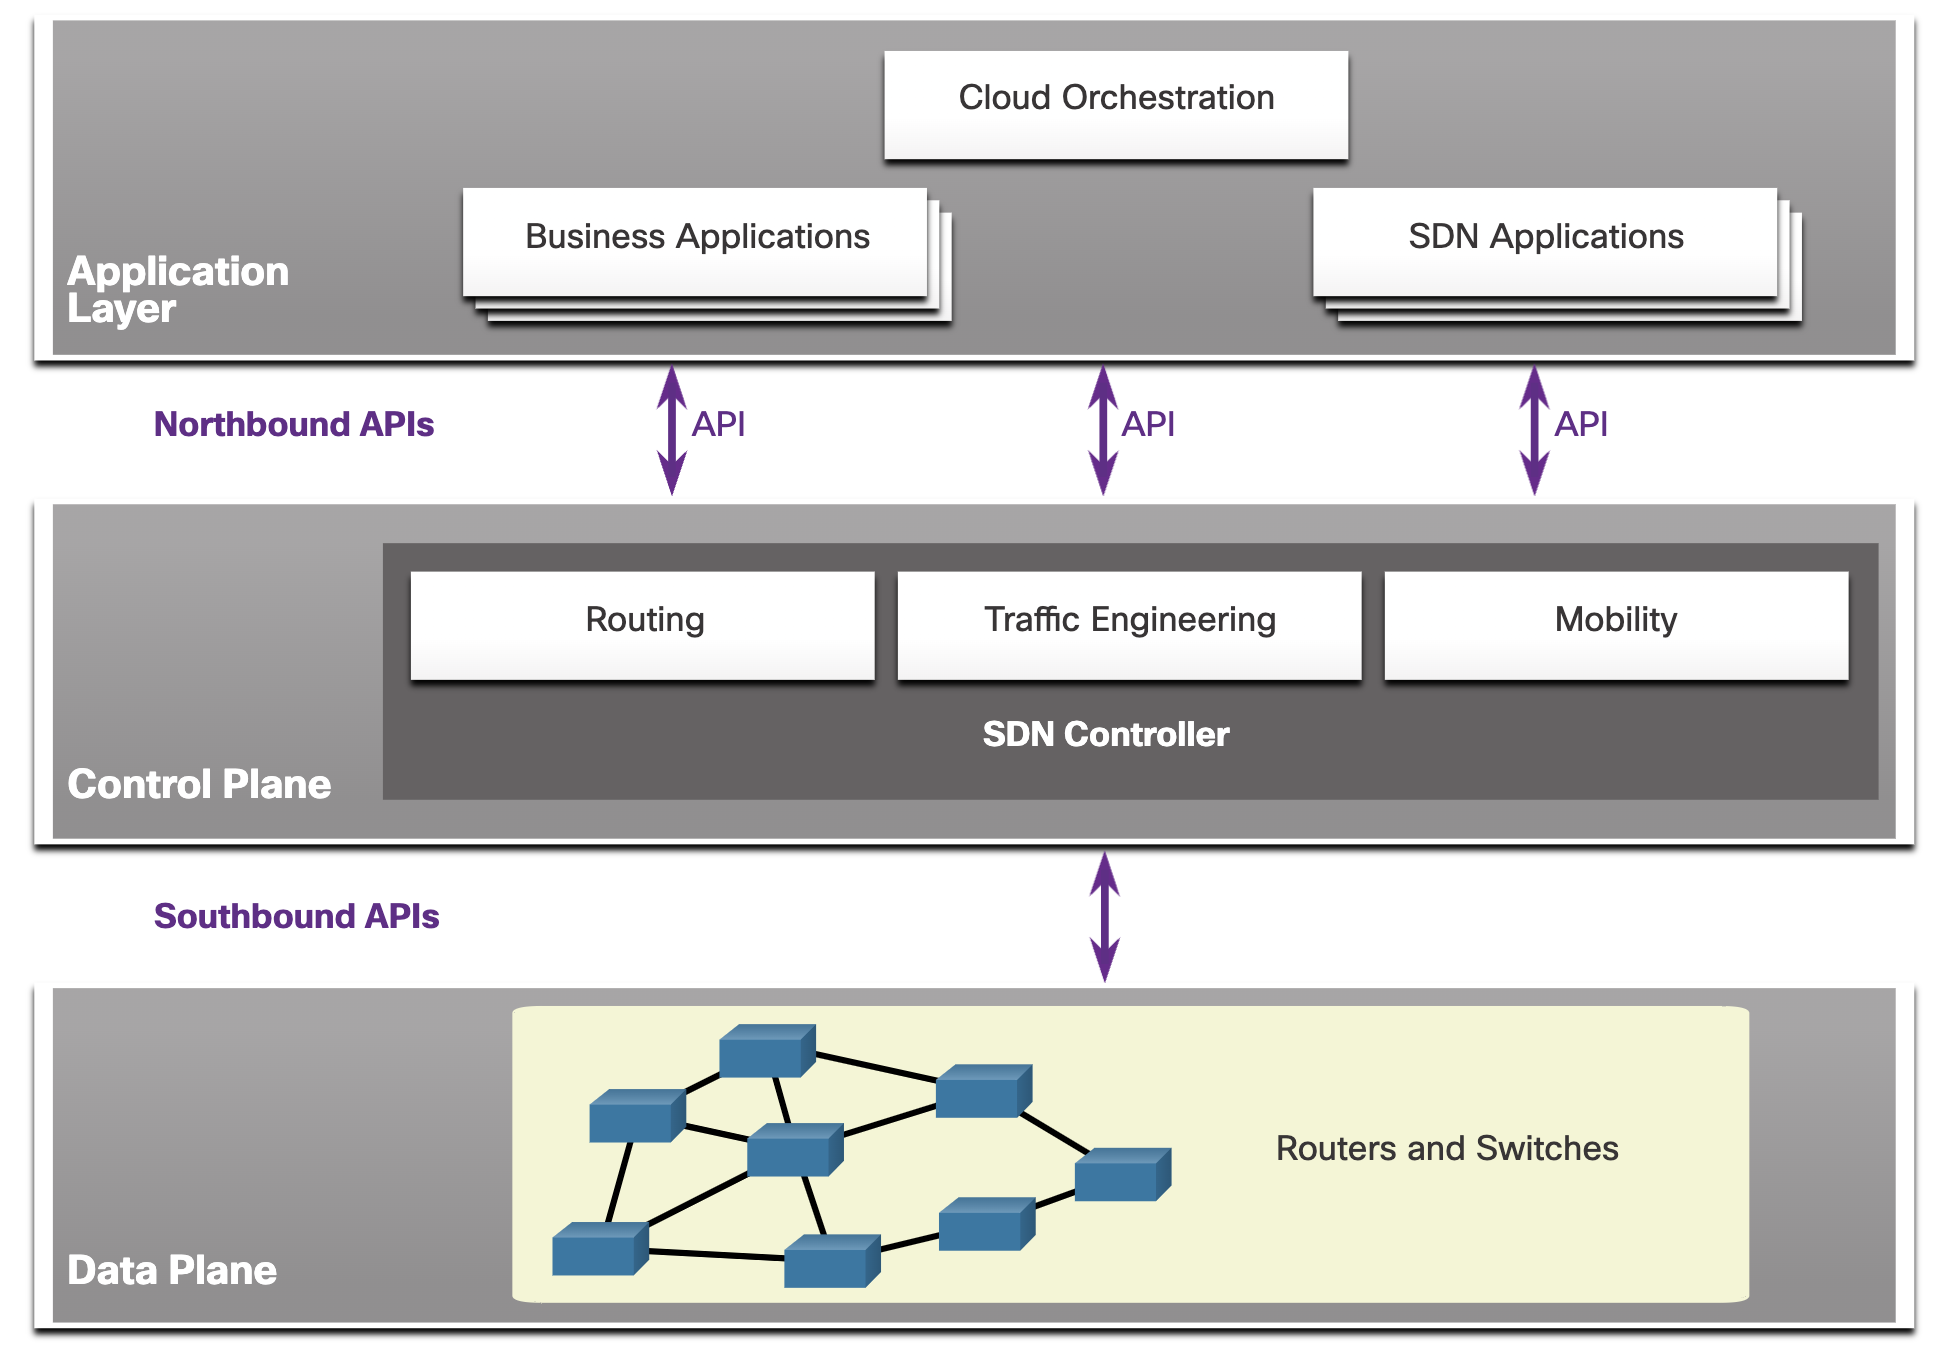 Cloud Orchestration
Business Applications
SDN Applications
Application
Layer
Northbound APIs
API
API
API
Routing
Traffic Engineering
Mobility
SDN Controller
Control Plane
Southbound APIs
Routers and Switches
Data Plane